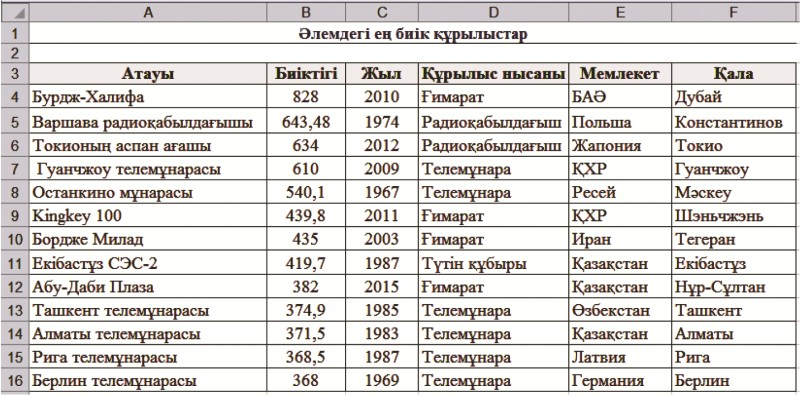 A B C D E F
1 Әлемдегі ең биік құрылыстар
2
3 Атауы Биіктігі Жыл Құрылыс нысаны Мемлекет Қала
4 Бурдж-Халифа 828 2010 Ғимарат БАӘ Дубай
5 Варшава радиоқабылдағышы 643,48 1974 Радиоқабылдағыш Польша Константинов
6 Токионың аспан ағашы 634 2012 Радиоқабылдағыш Жапония Токио
7 Гуанчжоу телемұнарасы 610 2009 Телемұнара ҚХР Гуанчжоу
8 Останкино мұнарасы 540,1 1967 Телемұнара Ресей Мәскеу
9 Kingkey 100 439,8 2011 Ғимарат ҚХР Шэньчжэнь
10 Бордже Милад 435 2003 Ғимарат Иран Тегеран
11 Екібастұз СЭС-2 419,7 1987 Түтін құбыры Қазақстан Екібастұз
12 Абу-Даби Плаза 382 2015 Ғимарат Қазақстан Нұр-Сұлтан
13 Ташкент телемұнарасы 374,9 1985 Телемұнара Өзбекстан Ташкент
14 Алматы телемұнарасы 371,5 1983 Телемұнара Қазақстан Алматы
15 Рига телемұнарасы 368,5 1987 Телемұнара Латвия Рига
16 Берлин телемұнарасы 368 1969 Телемұнара Германия Берлин